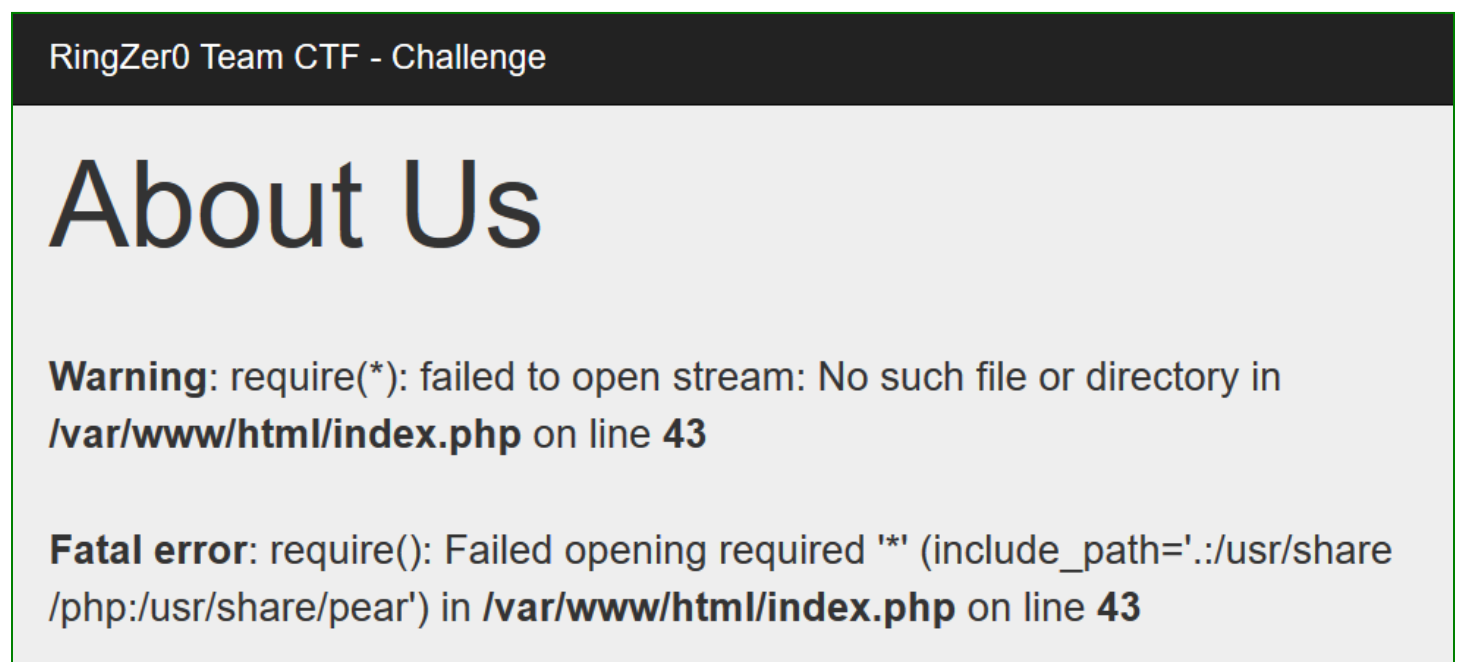 RingZer0 Team CTF - Challenge
About Us
Warning: require(*): failed to open stream: No such file or directory in
/var/www/html/index.php on line 43
Fatal error: require(): Failed opening required '*' (include_path='.:/usr/share
/php:/usr/share/pear') in /var/www/html/index.php on line 43